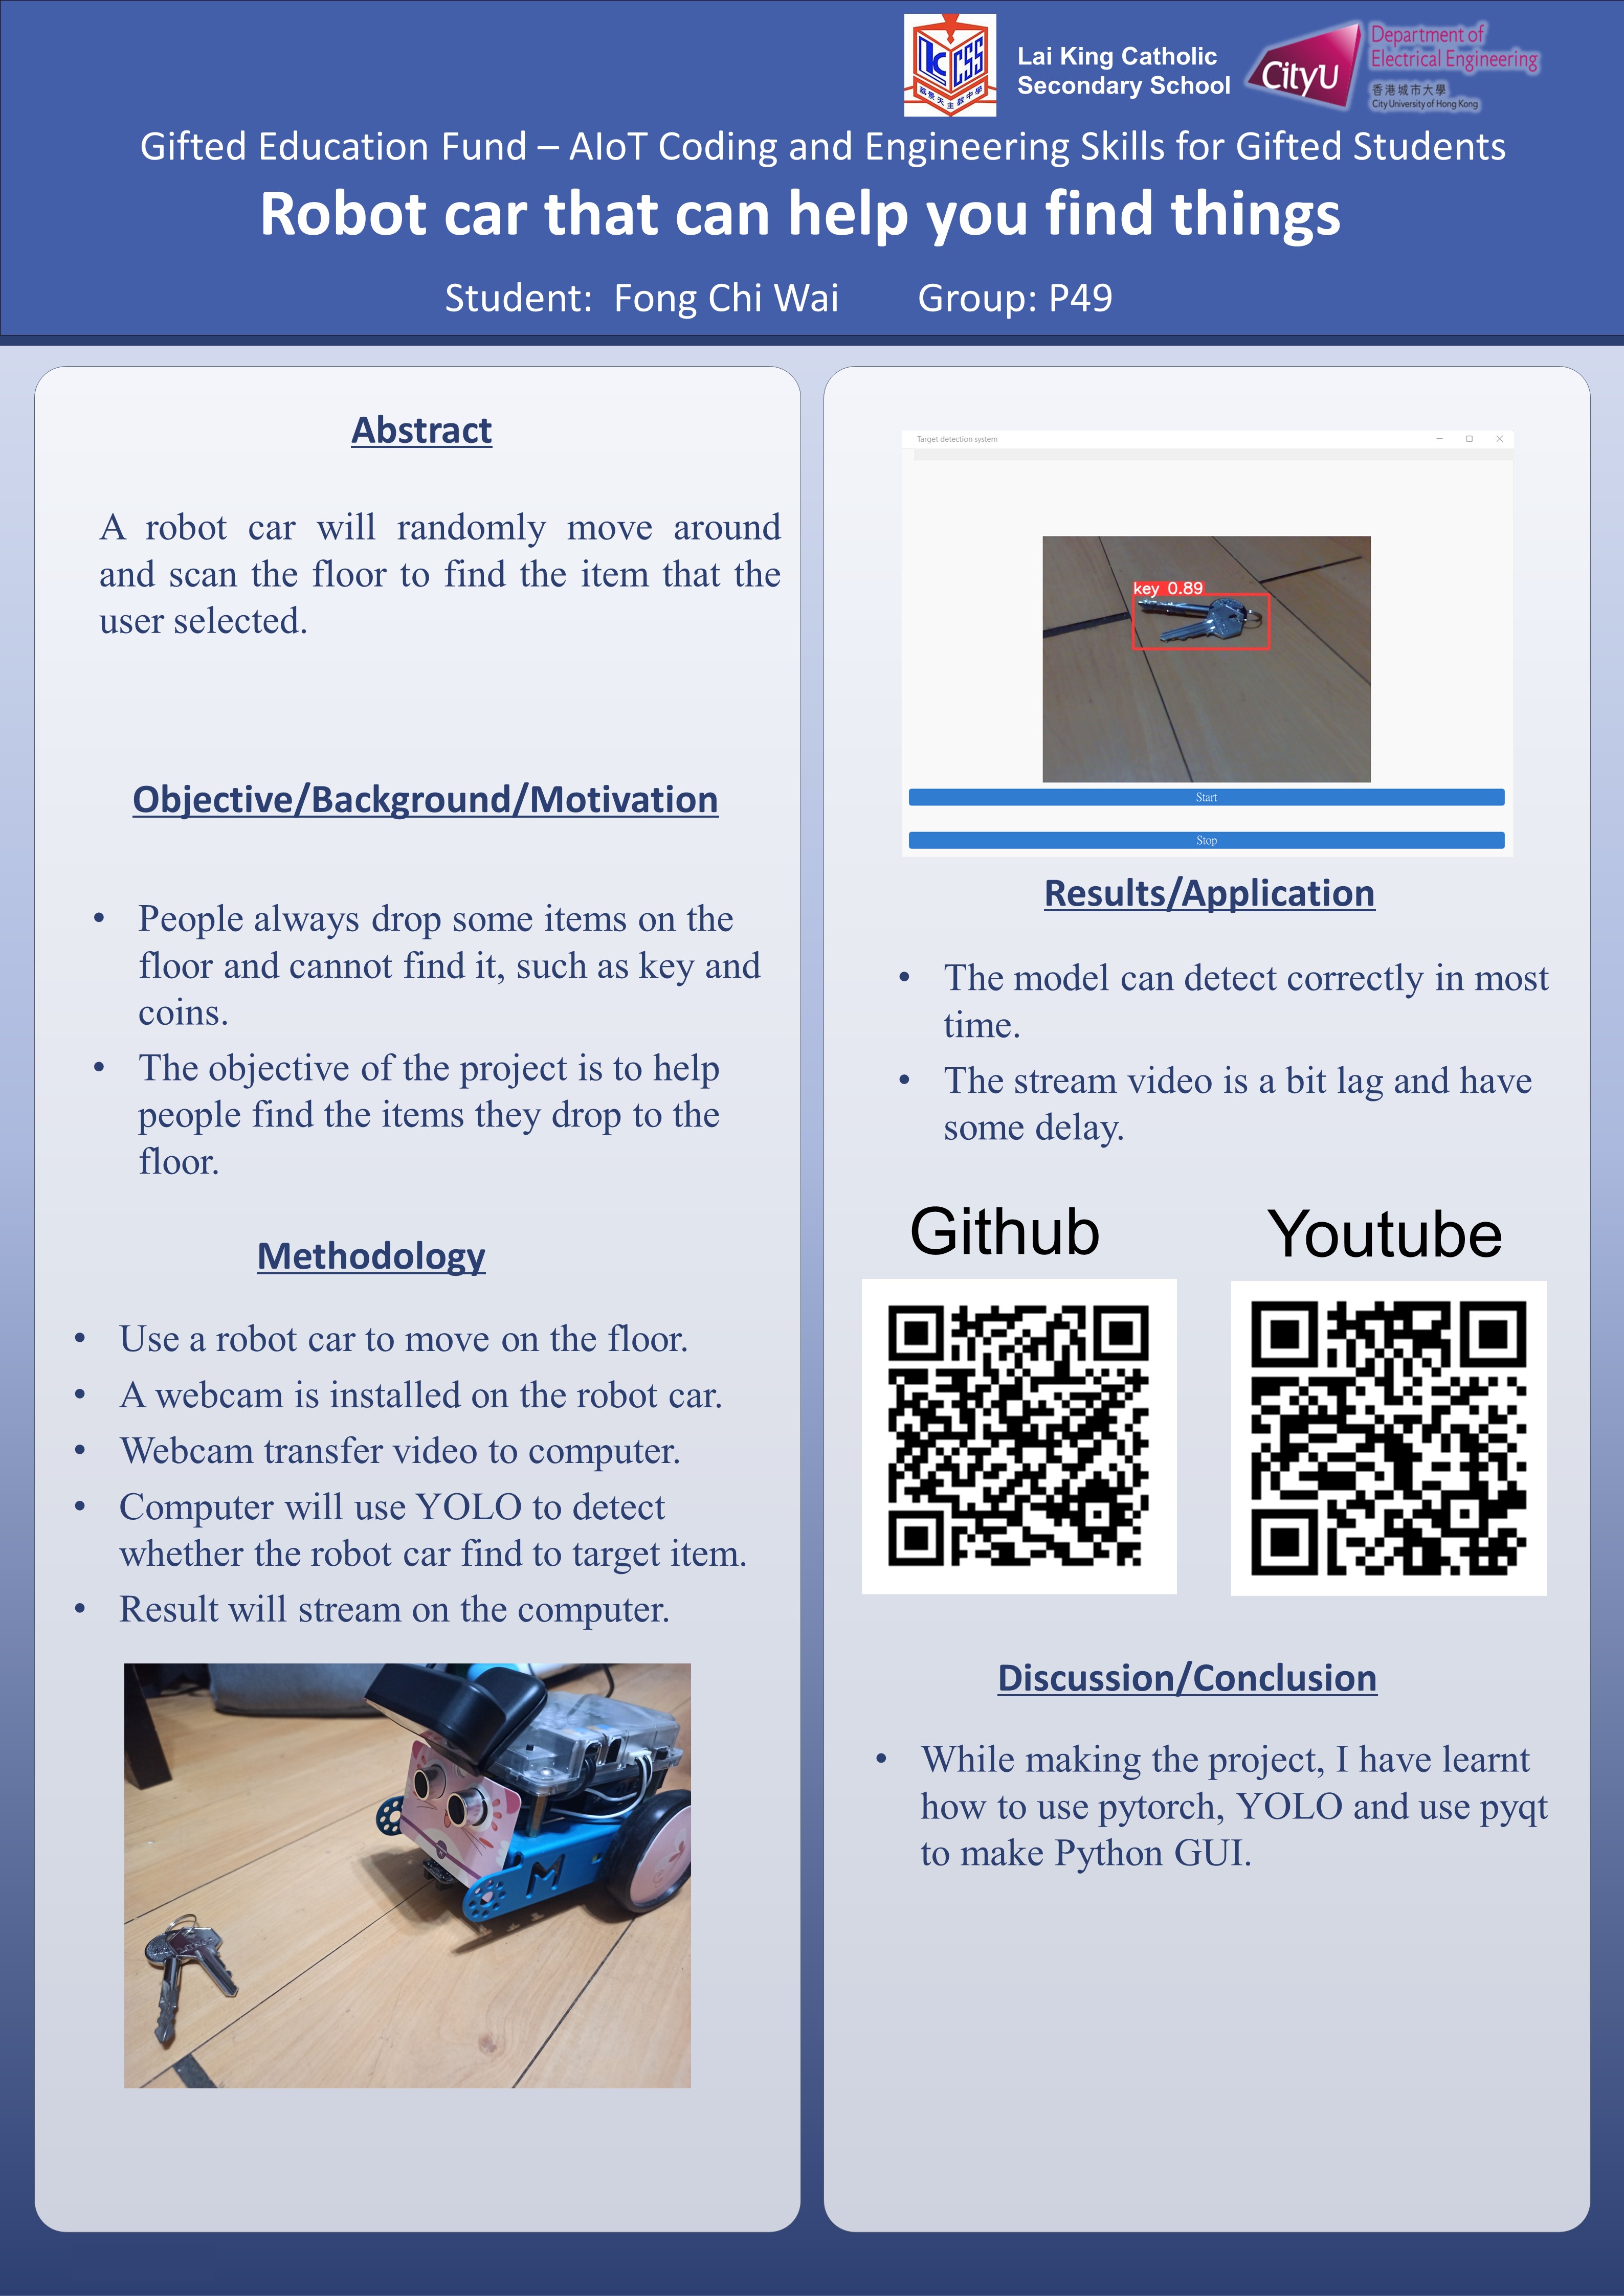 LKCSS
荔景天主教中學
Lai King Catholic
Secondary School
CityU
Department of
Electrical Engineering
香港城市大學
City University of Hong Kong
Gifted Education Fund – AIoT Coding and Engineering Skills for Gifted Students
Robot car that can help you find things
Student: Fong Chi Wai Group: P49
Abstract
A robot car will randomly move around
and scan the floor to find the item that the
user selected.
Objective/Background/Motivation
• People always drop some items on the
floor and cannot find it, such as key and
coins.
• The objective of the project is to help
people find the items they drop to the
floor.
Methodology
• Use a robot car to move on the floor.
• A webcam is installed on the robot car.
• Webcam transfer video to computer.
• Computer will use YOLO to detect
whether the robot car find to target item.
• Result will stream on the computer.
M
Target detection system
key 0.89
Start
Stop
Results/Application
• The model can detect correctly in most
time.
• The stream video is a bit lag and have
some delay.
Github
Youtube
Discussion/Conclusion
• While making the project, I have learnt
how to use pytorch, YOLO and use pyqt
to make Python GUI.